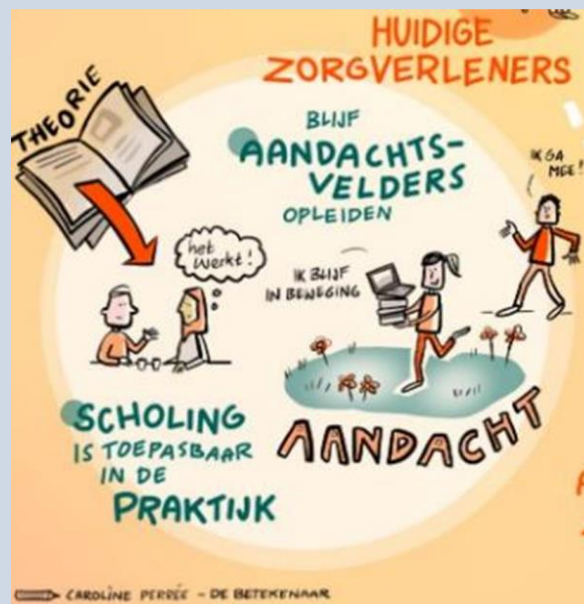 HUIDIGE
ZORGVERLENERS
THEORIE
BLIJF
AANDACHTS-
VELDERS
OPLEIDEN
IK GA
MEE!
het
werkt!
IK BLIJF
IN BEWEGING
AANDACHT
SCHOLING
IS TOEPASBAAR
IN DE
PRAKTIJK
CAROLINE PERRÉE - DE BETEKENAAR